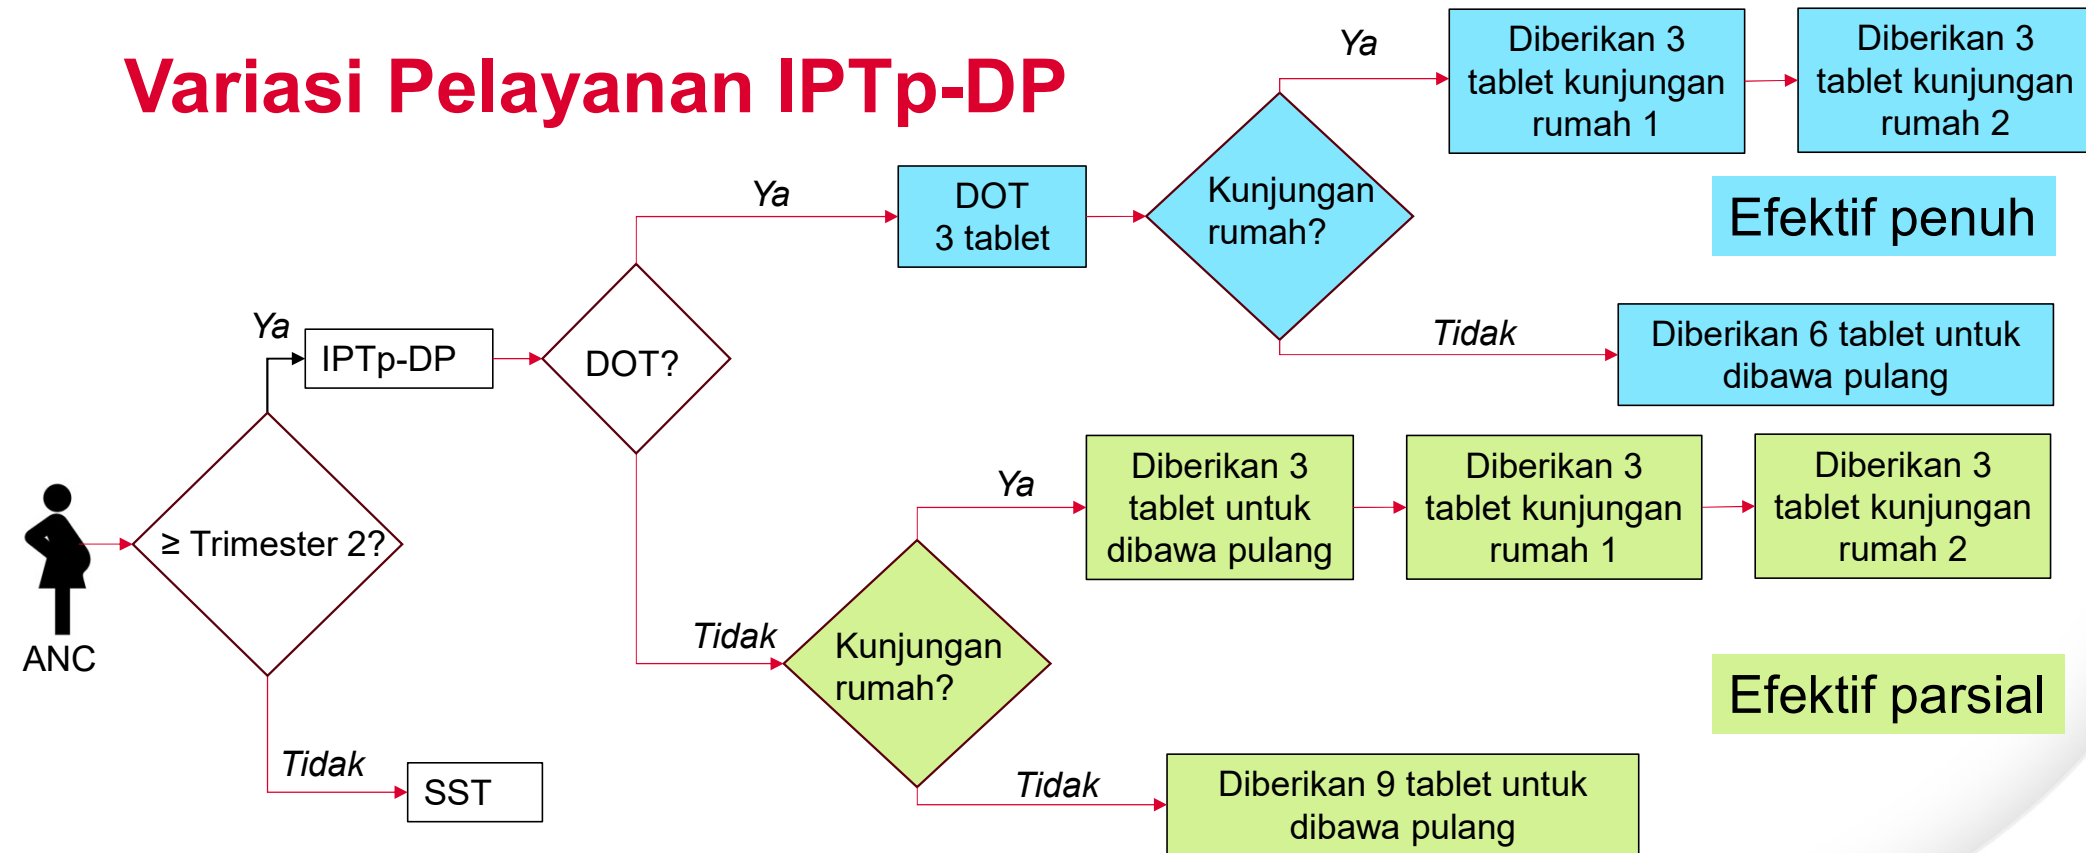 Variasi Pelayanan IPTp-DP
Ya
Diberikan 3
tablet kunjungan
rumah 1
Diberikan 3
tablet kunjungan
rumah 2
Ya
DOT
3 tablet
Kunjungan
rumah?
Efektif penuh
Tidak
Diberikan 6 tablet untuk
dibawa pulang
Ya
IPTp-DP
DOT?
≥ Trimester 2?
ANC
Tidak
SST
Tidak
Kunjungan
rumah?
Ya
Diberikan 3
tablet untuk
dibawa pulang
Diberikan 3
tablet kunjungan
rumah 1
Diberikan 3
tablet kunjungan
rumah 2
Efektif parsial
Tidak
Diberikan 9 tablet untuk
dibawa pulang